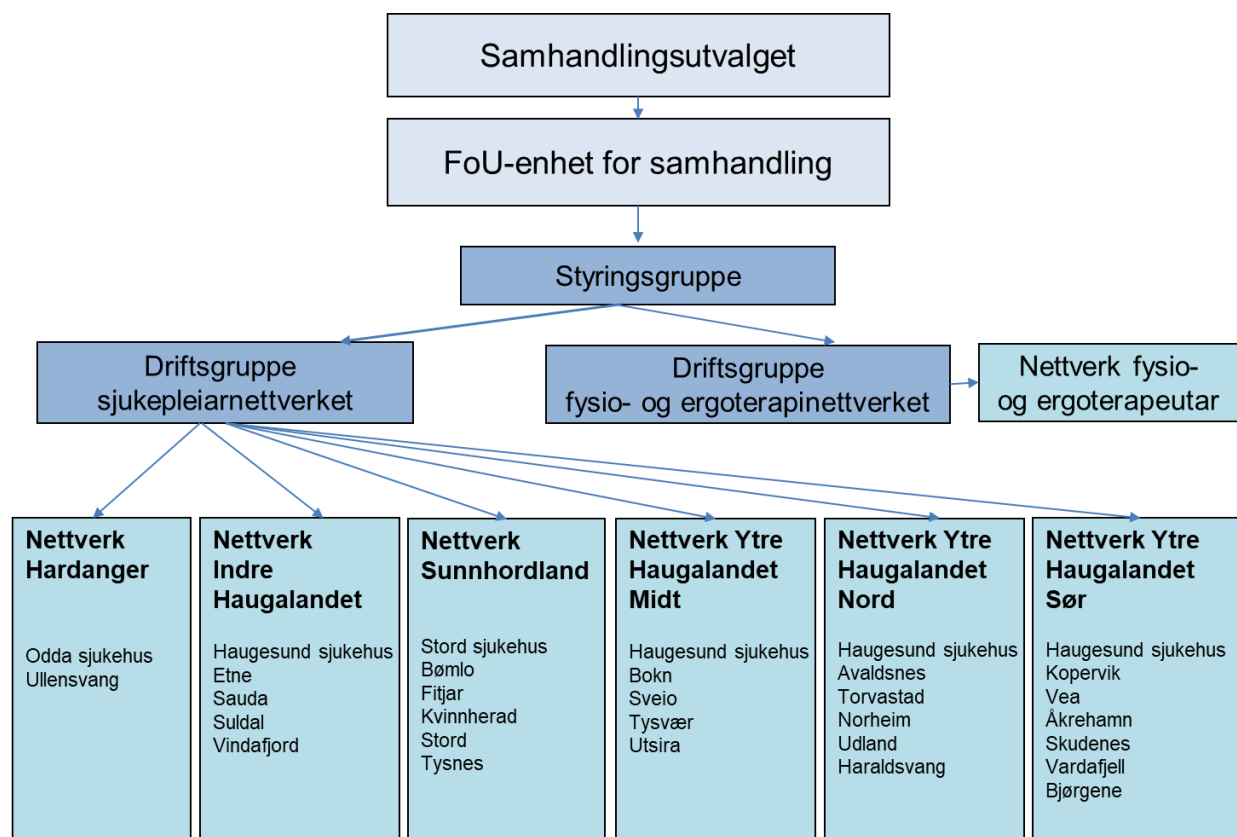 Samhandlingsutvalget
FoU-enhet for samhandling
Styringsgruppe
Driftsgruppe
sjukepleiarnettverket
Driftsgruppe
fysio- og ergoterapinettverket
Nettverk fysio-
og ergoterapeutar
Nettverk
Hardanger
Odda sjukehus
Ullensvang
Nettverk
Indre
Haugalandet
Haugesund sjukehus
Etne
Sauda
Suldal
Vindafjord
Nettverk
Sunnhordland
Stord sjukehus
Bømlo
Fitjar
Kvinnherad
Stord
Tysnes
Nettverk Ytre
Haugalandet
Midt
Haugesund sjukehus
Bokn
Sveio
Tysvær
Utsira
Nettverk Ytre
Haugalandet
Nord
Haugesund sjukehus
Avaldsnes
Torvastad
Norheim
Udland
Haraldsvang
Nettverk Ytre
Haugalandet
Sør
Haugesund sjukehus
Kopervik
Vea
Åkrehamn
Skudenes
Vardafjell
Bjørgene